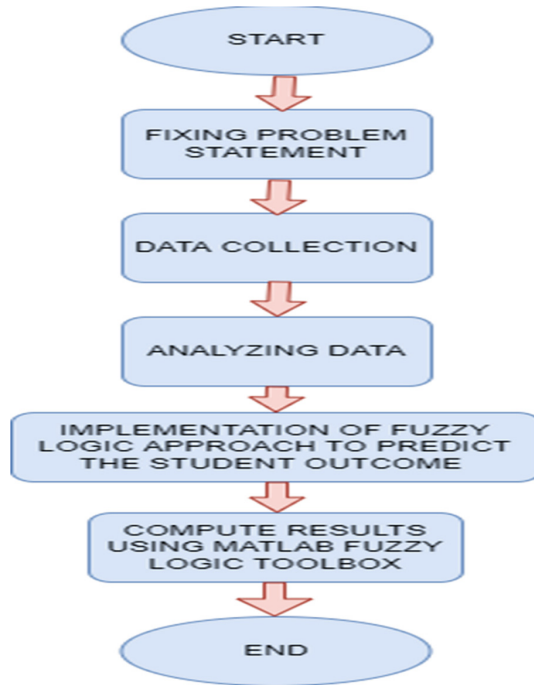 START
FIXING PROBLEM
STATEMENT
DATA COLLECTION
ANALYZING DATA
IMPLEMENTATION OF FUZZY
LOGIC APPROACH TO PREDICT
THE STUDENT OUTCOME
COMPUTE RESULTS
USING MATLAB FUZZY
LOGIC TOOLBOX
END